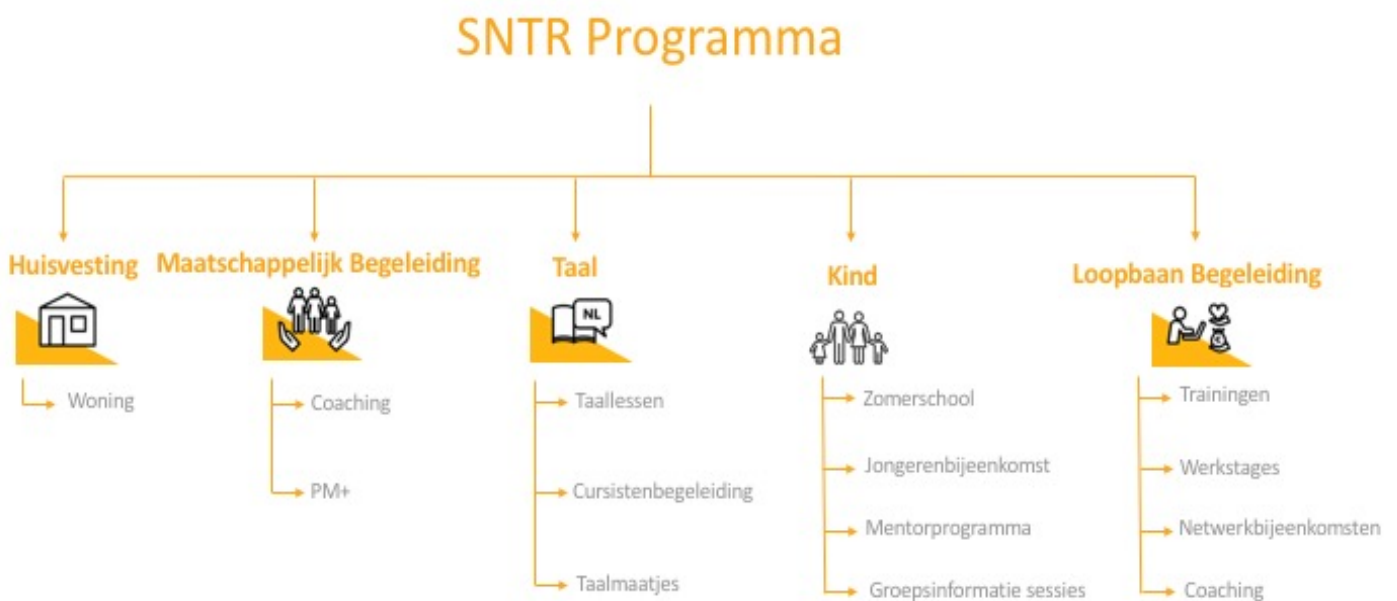 SNTR Programma
Huisvesting
Woning
Maatschappelijk Begeleiding
Coaching
PM+
Taal
NL
Taallessen
Cursistenbegeleiding
Taalmaatjes
Kind
Zomerschool
Jongerenbijeenkomst
Mentorprogramma
Groepsinformatie sessies
Loopbaan Begeleiding
€
Trainingen
Werkstages
Netwerkbijeenkomsten
Coaching